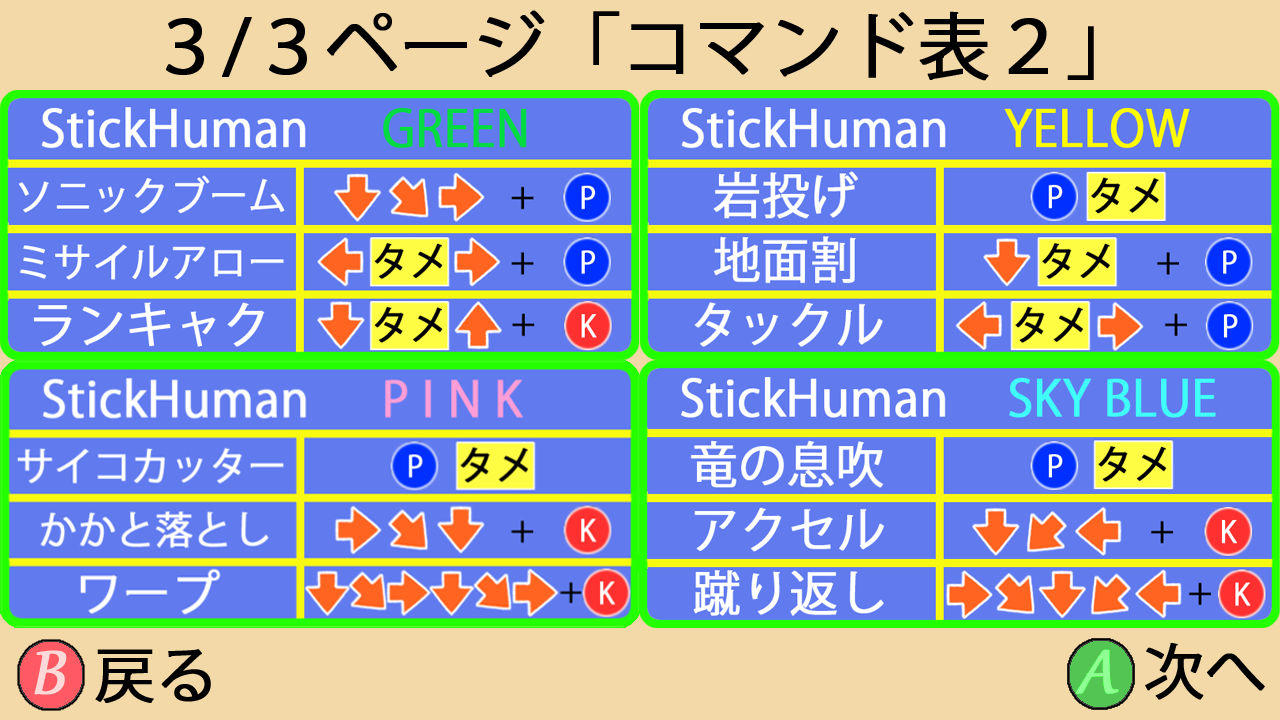 3/3ページ「コマンド表2」
StickHuman GREEN
ソニックブーム ⬇↘➡ + P
ミサイルアロー ⬅タメ➡ + P
ランキャク ⬇タメ⬆ + K
StickHuman YELLOW
岩投げ P タメ
地面割 ⬇タメ + P
タックル ⬅タメ➡ + P
StickHuman PINK
サイコカッター P タメ
かかと落とし ➡↘⬇ + K
ワープ ⬇↘➡⬇↘➡+K
StickHuman SKY BLUE
竜の息吹 P タメ
アクセル ⬇↙⬅ + K
蹴り返し ➡↘⬇↙⬅+K
B 戻る
A 次へ